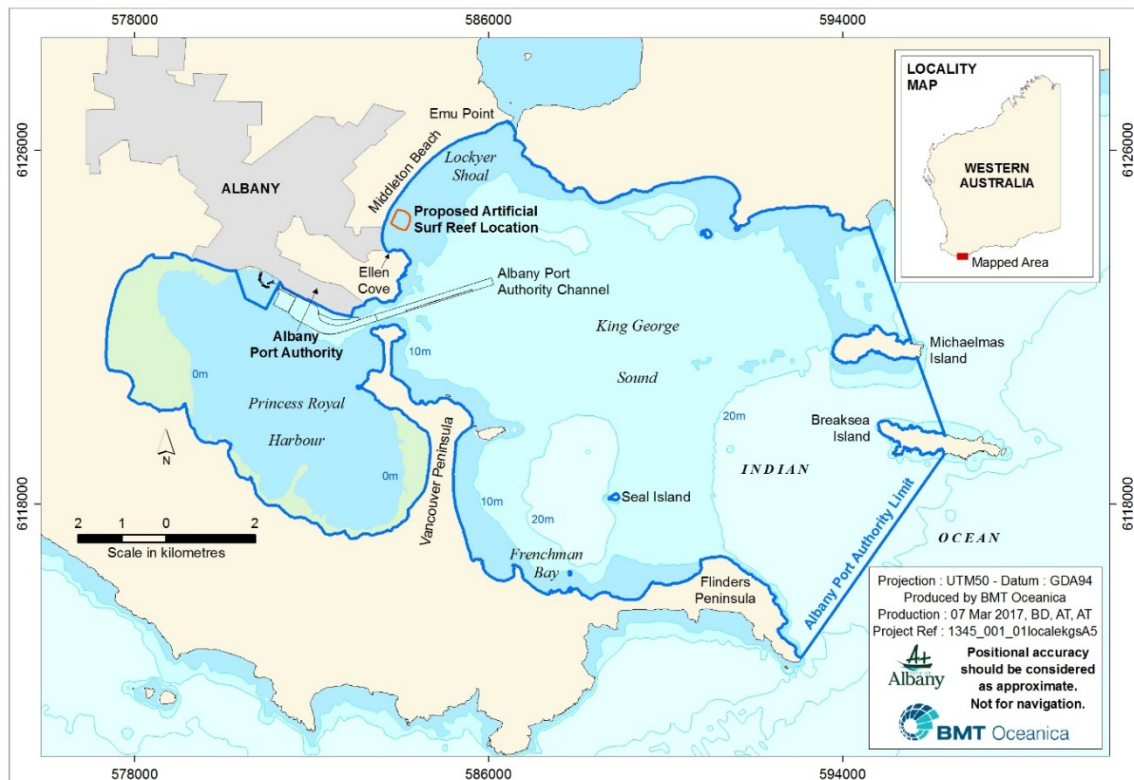 578000
586000
594000
6126000
6126000
6118000
6118000
Emu Point
Middleton Beach
Lockyer
Shoal
ALBANY
Proposed Artificial
Surf Reef Location
Ellen
Cove
Albany Port
Authority Channel
Albany
Port Authority
King George
Sound
10m
0m
Princess Royal
Harbour
0m
Vancouver Peninsula
10m
20m
Seal Island
Frenchman
Bay
Flinders
Peninsula
20m
INDIAN
OCEAN
Michaelmas
Island
Breaksea
Island
Albany Port Authority Limit
N
2 1 0 2
Scale in kilometres
LOCALITY
MAP
WESTERN
AUSTRALIA
Mapped Area
Projection : UTM50 - Datum : GDA94
Produced by BMT Oceanica
Production : 07 Mar 2017, BD, AT, AT
Project Ref : 1345_001_01localekgsA5
Albany
Positional accuracy
should be considered
as approximate.
Not for navigation.
BMT Oceanica
578000
586000
594000